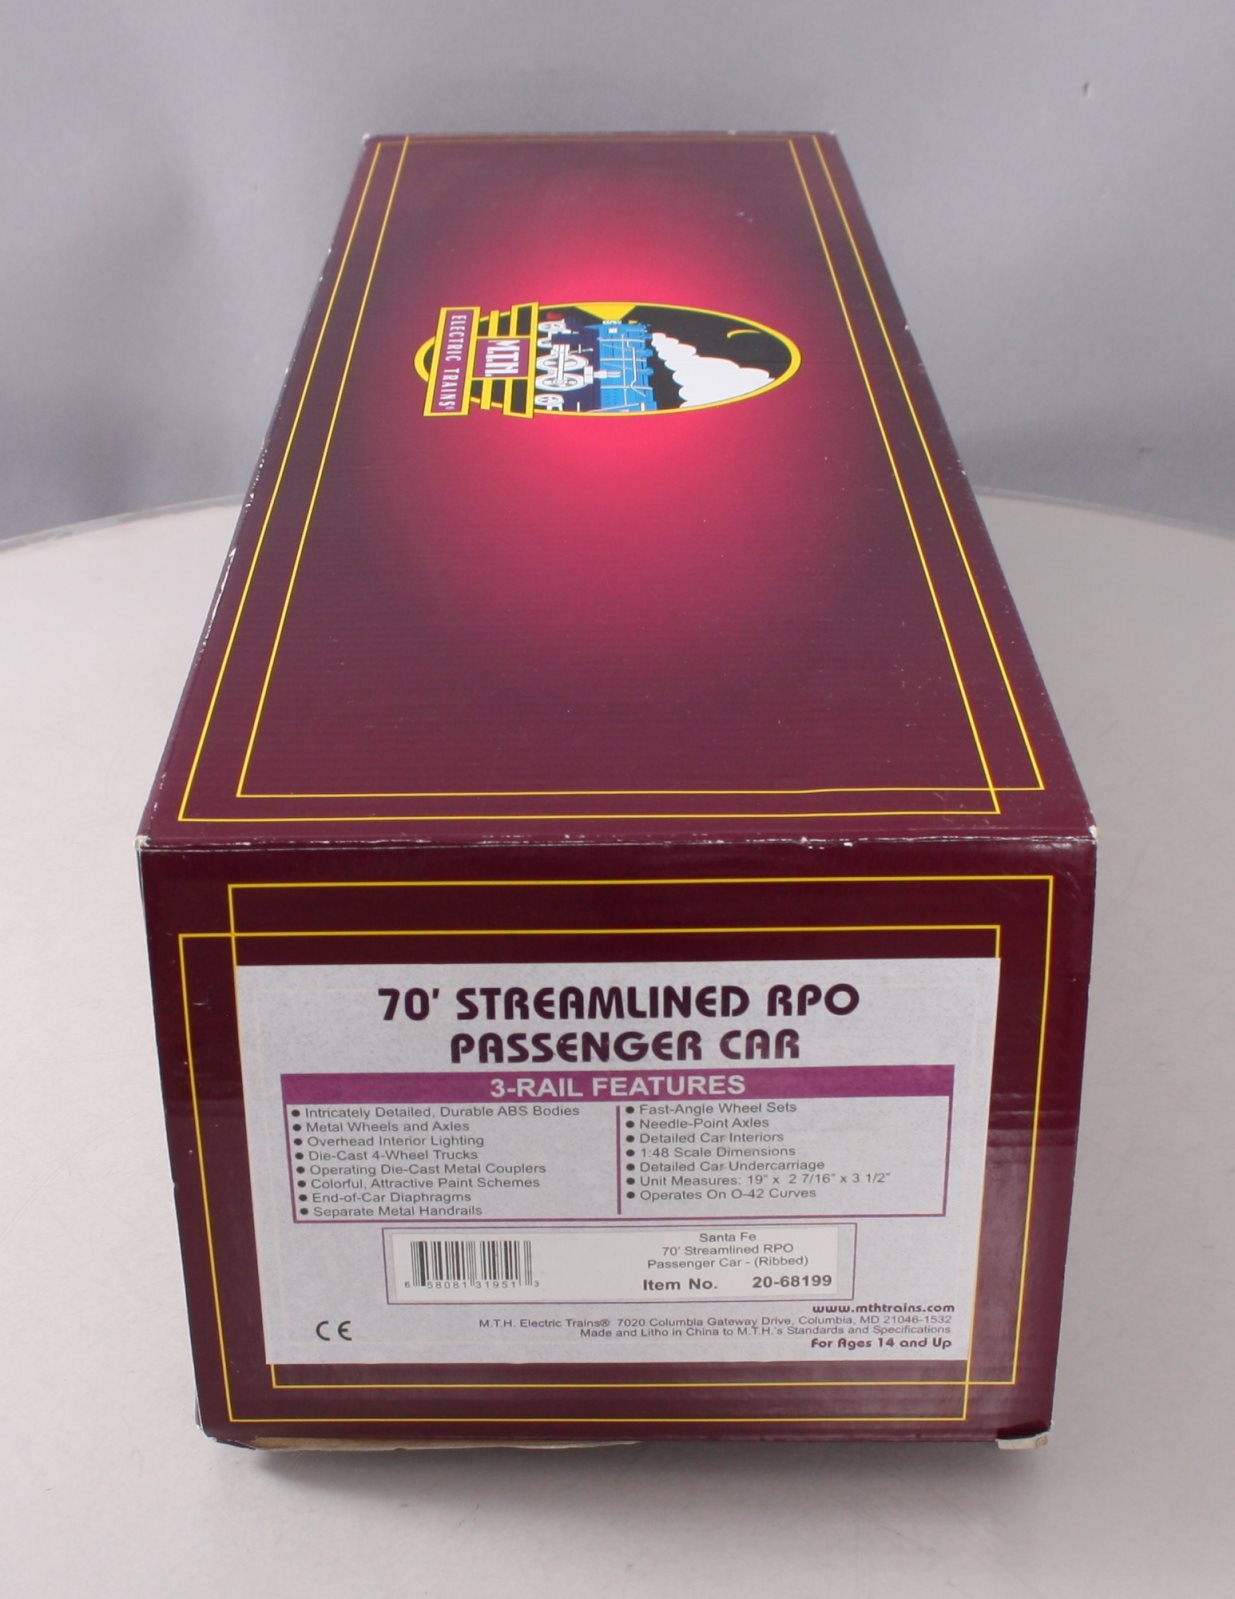 M.T.H.
ELECTRIC TRAINS®
70' STREAMLINED RPO
PASSENGER CAR
3-RAIL FEATURES
● Intricately Detailed, Durable ABS Bodies
● Metal Wheels and Axles
● Overhead Interior Lighting
● Die-Cast 4-Wheel Trucks
● Operating Die-Cast Metal Couplers
● Colorful, Attractive Paint Schemes
● End-of-Car Diaphragms
● Separate Metal Handrails
● Fast-Angle Wheel Sets
● Needle-Point Axles
● Detailed Car Interiors
● 1:48 Scale Dimensions
● Detailed Car Undercarriage
● Unit Measures: 19" x 2 7/16" x 3 1/2"
● Operates On O-42 Curves
6 58081 31951 3
Santa Fe
70' Streamlined RPO
Passenger Car - (Ribbed)
Item No. 20-68199
CE
www.mthtrains.com
M.T.H. Electric Trains® 7020 Columbia Gateway Drive, Columbia, MD 21046-1532
Made and Litho in China to M.T.H.'s Standards and Specifications
For Ages 14 and Up